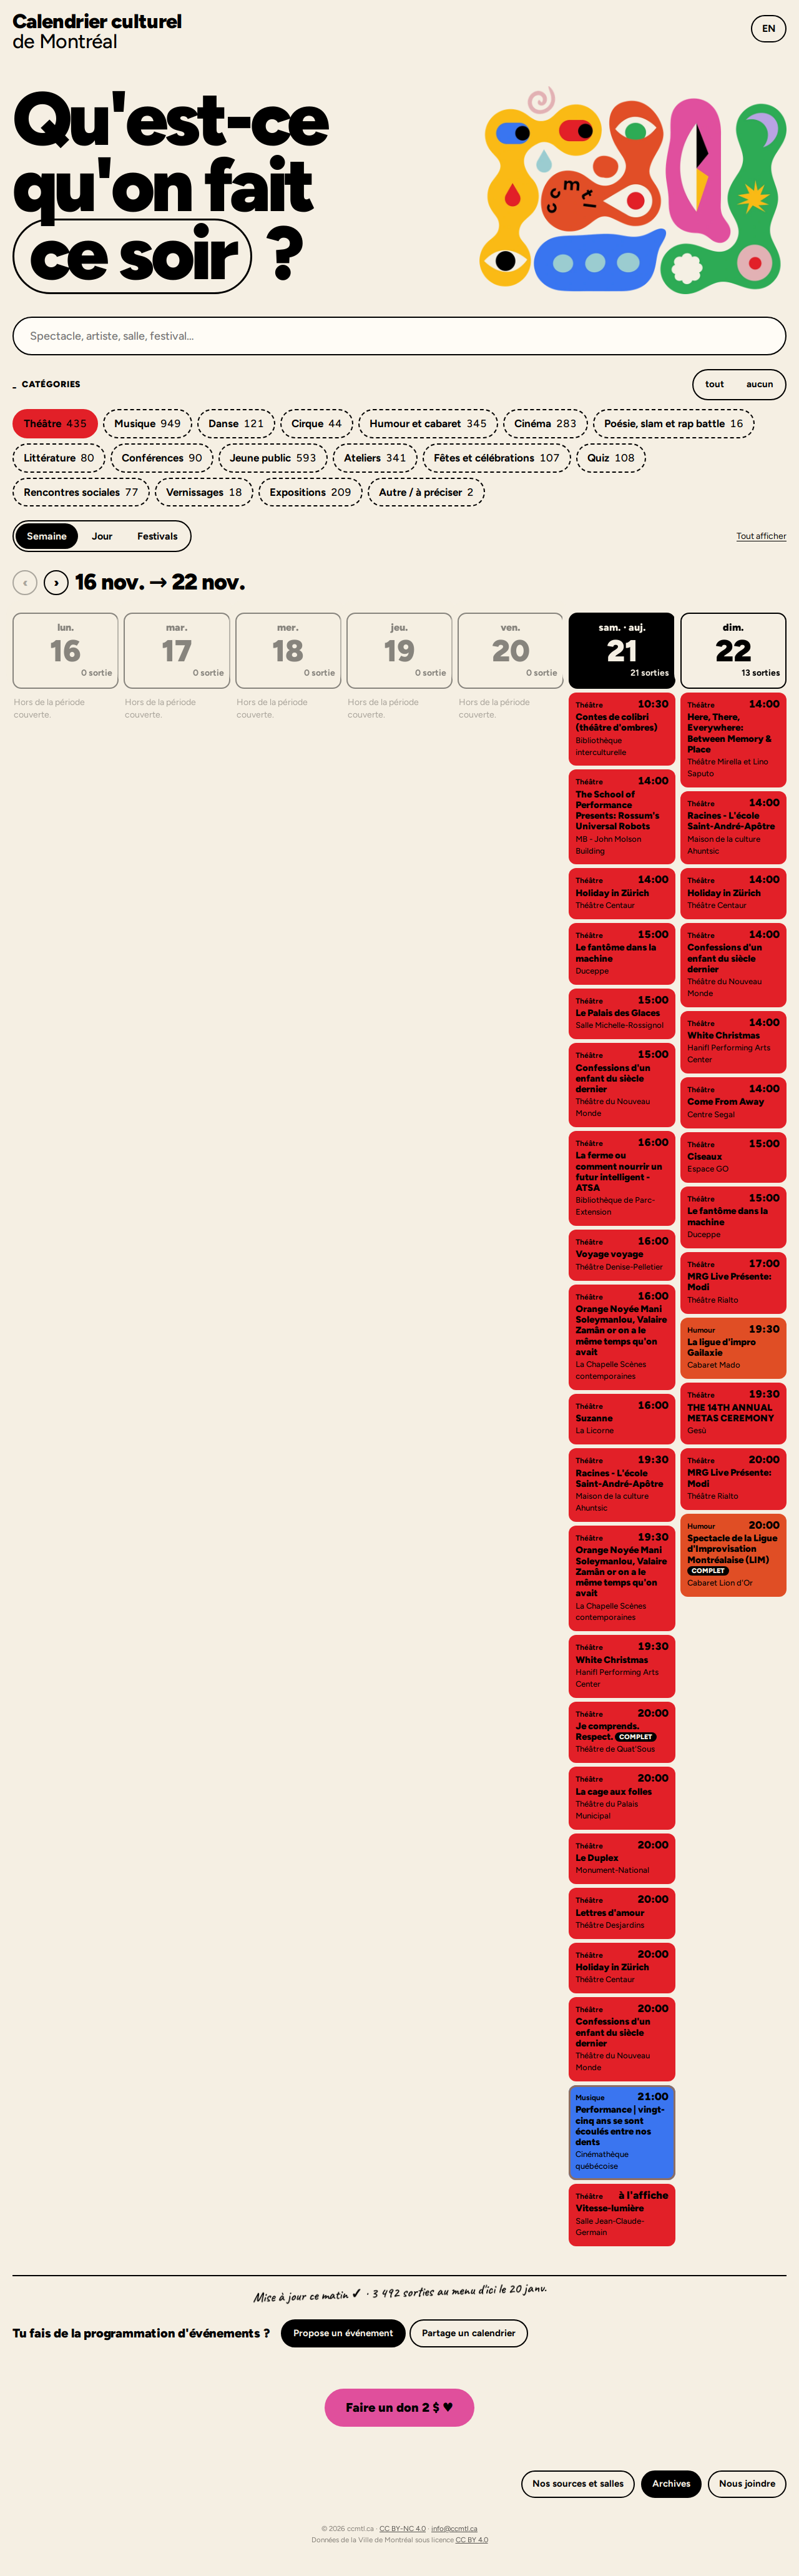 Calendrier culturel
de Montréal
EN
Qu'est-ce
qu'on fait
ce soir ?
ccmtl
Spectacle, artiste, salle, festival...
_ CATÉGORIES
tout aucun
Théâtre 435 Musique 949 Danse 121 Cirque 44 Humour et cabaret 345 Cinéma 283 Poésie, slam et rap battle 16
Littérature 80 Conférences 90 Jeune public 593 Ateliers 341 Fêtes et célébrations 107 Quiz 108
Rencontres sociales 77 Vernissages 18 Expositions 209 Autre / à préciser 2
Semaine Jour Festivals
Tout afficher
‹ › 16 nov. → 22 nov.
lun.
16
0 sortie
Hors de la période
couverte.
mar.
17
0 sortie
Hors de la période
couverte.
mer.
18
0 sortie
Hors de la période
couverte.
jeu.
19
0 sortie
Hors de la période
couverte.
ven.
20
0 sortie
Hors de la période
couverte.
sam. · auj.
21
21 sorties
Théâtre 10:30
Contes de colibri
(théâtre d'ombres)
Bibliothèque
interculturelle
Théâtre 14:00
The School of
Performance
Presents: Rossum's
Universal Robots
MB - John Molson
Building
Théâtre 14:00
Holiday in Zürich
Théâtre Centaur
Théâtre 15:00
Le fantôme dans la
machine
Duceppe
Théâtre 15:00
Le Palais des Glaces
Salle Michelle-Rossignol
Théâtre 15:00
Confessions d'un
enfant du siècle
dernier
Théâtre du Nouveau
Monde
Théâtre 16:00
La ferme ou
comment nourrir un
futur intelligent -
ATSA
Bibliothèque de Parc-
Extension
Théâtre 16:00
Voyage voyage
Théâtre Denise-Pelletier
Théâtre 16:00
Orange Noyée Mani
Soleymanlou, Valaire
Zamân or on a le
même temps qu'on
avait
La Chapelle Scènes
contemporaines
Théâtre 16:00
Suzanne
La Licorne
Théâtre 19:30
Racines - L'école
Saint-André-Apôtre
Maison de la culture
Ahuntsic
Théâtre 19:30
Orange Noyée Mani
Soleymanlou, Valaire
Zamân or on a le
même temps qu'on
avait
La Chapelle Scènes
contemporaines
Théâtre 19:30
White Christmas
Hanifl Performing Arts
Center
Théâtre 20:00
Je comprends.
Respect. COMPLET
Théâtre de Quat'Sous
Théâtre 20:00
La cage aux folles
Théâtre du Palais
Municipal
Théâtre 20:00
Le Duplex
Monument-National
Théâtre 20:00
Lettres d'amour
Théâtre Desjardins
Théâtre 20:00
Holiday in Zürich
Théâtre Centaur
Théâtre 20:00
Confessions d'un
enfant du siècle
dernier
Théâtre du Nouveau
Monde
Musique 21:00
Performance | vingt-
cinq ans se sont
écoulés entre nos
dents
Cinémathèque
québécoise
Théâtre à l'affiche
Vitesse-lumière
Salle Jean-Claude-
Germain
dim.
22
13 sorties
Théâtre 14:00
Here, There,
Everywhere:
Between Memory &
Place
Théâtre Mirella et Lino
Saputo
Théâtre 14:00
Racines - L'école
Saint-André-Apôtre
Maison de la culture
Ahuntsic
Théâtre 14:00
Holiday in Zürich
Théâtre Centaur
Théâtre 14:00
Confessions d'un
enfant du siècle
dernier
Théâtre du Nouveau
Monde
Théâtre 14:00
White Christmas
Hanifl Performing Arts
Center
Théâtre 14:00
Come From Away
Centre Segal
Théâtre 15:00
Ciseaux
Espace GO
Théâtre 15:00
Le fantôme dans la
machine
Duceppe
Théâtre 17:00
MRG Live Présente:
Modi
Théâtre Rialto
Humour 19:30
La ligue d'impro
Gailaxie
Cabaret Mado
Théâtre 19:30
THE 14TH ANNUAL
METAS CEREMONY
Gesù
Théâtre 20:00
MRG Live Présente:
Modi
Théâtre Rialto
Humour 20:00
Spectacle de la Ligue
d'Improvisation
Montréalaise (LIM)
COMPLET
Cabaret Lion d'Or
Mise à jour ce matin ✓ · 3 492 sorties au menu d'ici le 20 janv.
Tu fais de la programmation d'événements ? Propose un événement Partage un calendrier
Faire un don 2 $ ♥
Nos sources et salles Archives Nous joindre
© 2026 ccmtl.ca · CC BY-NC 4.0 · info@ccmtl.ca
Données de la Ville de Montréal sous licence CC BY 4.0